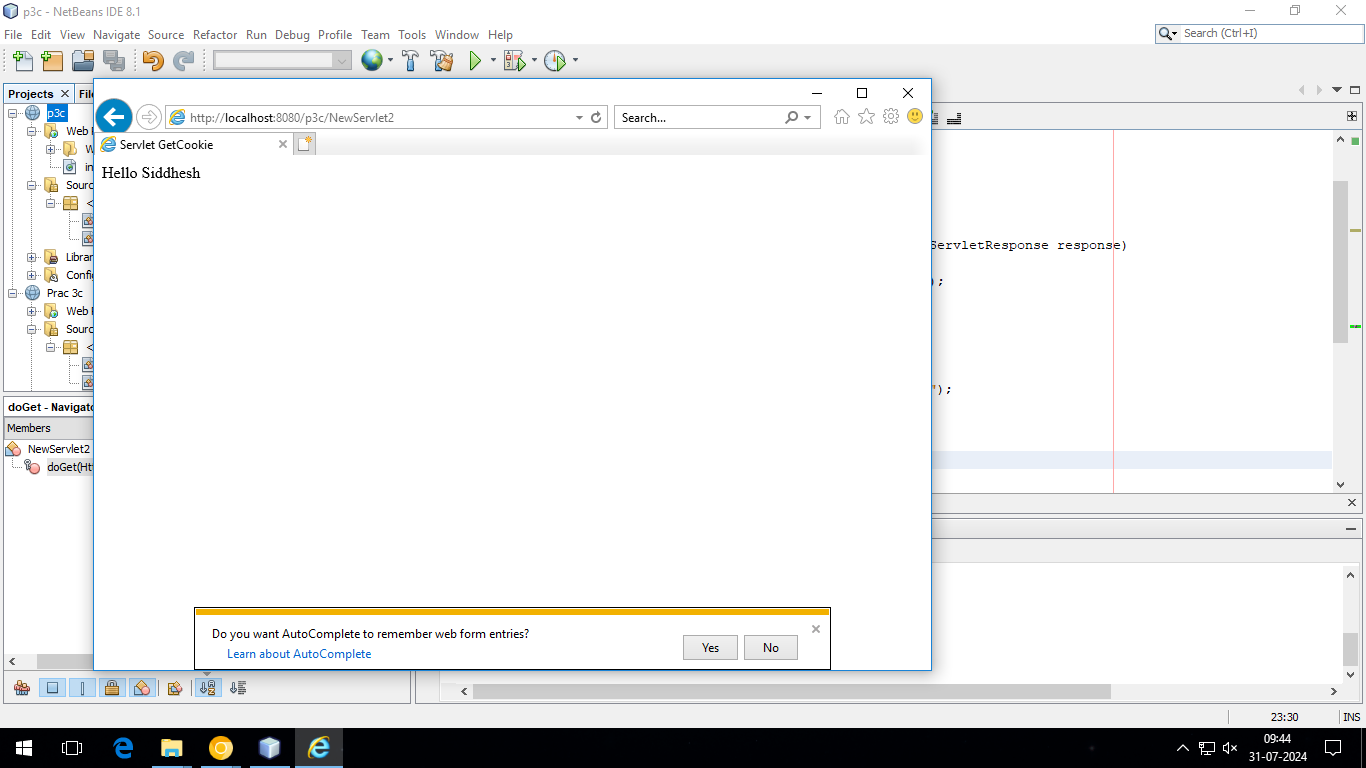 p3c - NetBeans IDE 8.1
File Edit View Navigate Source Refactor Run Debug Profile Team Tools Window Help
Search (Ctrl+I)
Projects
p3c
Web
W
in
Sourc
<
Librar
Config
Prac 3c
Web
Sourc
<
doGet - Navigato
Members
NewServlet2
doGet(Htt
http://localhost:8080/p3c/NewServlet2
Search...
Servlet GetCookie
Hello Siddhesh
Do you want AutoComplete to remember web form entries?
Learn about AutoComplete
Yes
No
ServletResponse response)
);
");
23:30
INS
09:44
31-07-2024